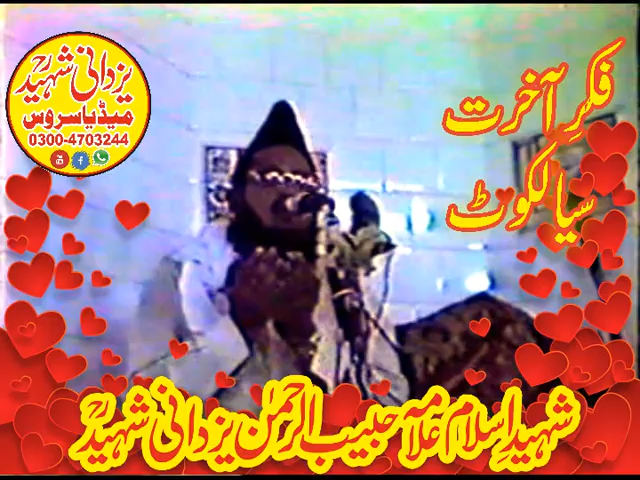 یزدانی شہیدؒ
میڈیا سروس
0300-4703244
فکرِ آخرت
سیالکوٹ
شہیدِ اسلام علامہ حبیب الرحمٰن یزدانی شہیدؒ